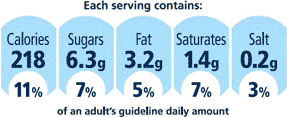 Each serving contains:
Calories Sugars Fat Saturates Salt
218 6.3g 3.2g 1.4g 0.2g
11% 7% 5% 7% 3%
of an adult's guideline daily amount